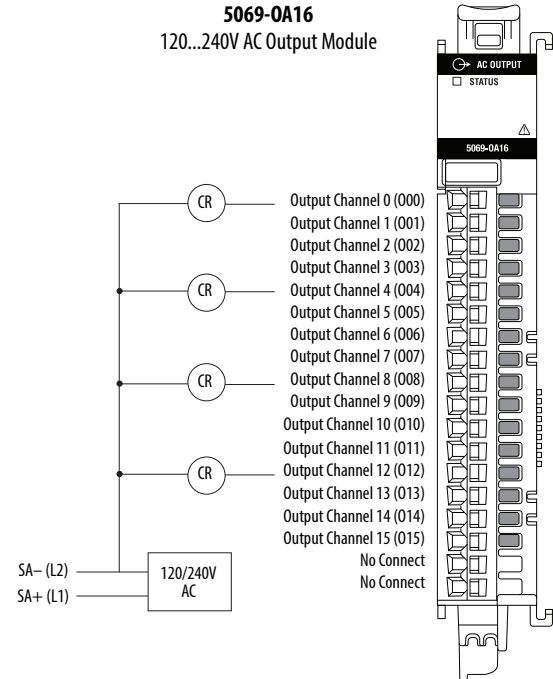 5069-OA16
120...240V AC Output Module
AC OUTPUT
STATUS
5069-OA16
CR
Output Channel 0 (O00)
Output Channel 1 (O01)
Output Channel 2 (O02)
Output Channel 3 (O03)
CR
Output Channel 4 (O04)
Output Channel 5 (O05)
Output Channel 6 (O06)
Output Channel 7 (O07)
CR
Output Channel 8 (O08)
Output Channel 9 (O09)
Output Channel 10 (O10)
Output Channel 11 (O11)
CR
Output Channel 12 (O12)
Output Channel 13 (O13)
Output Channel 14 (O14)
Output Channel 15 (O15)
No Connect
No Connect
SA– (L2)
SA+ (L1)
120/240V
AC